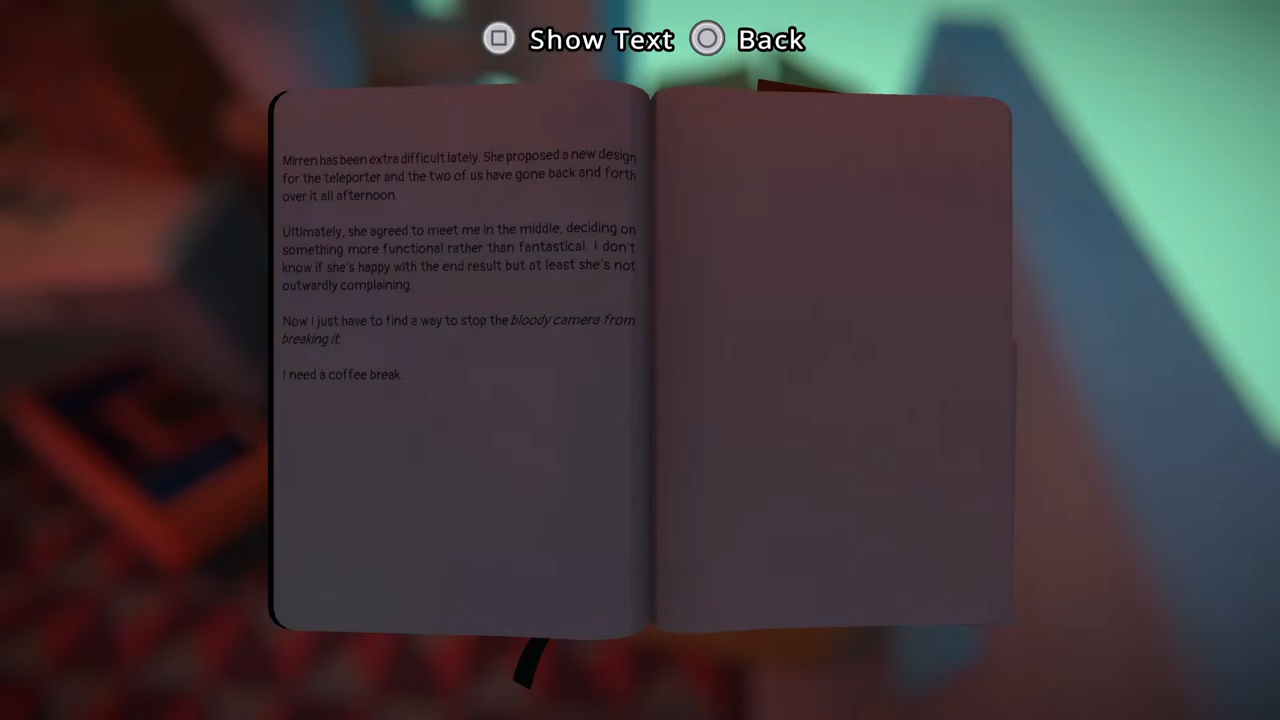 Show Text Back
Mirren has been extra difficult lately. She proposed a new design
for the teleporter and the two of us have gone back and forth
over it all afternoon.
Ultimately, she agreed to meet me in the middle, deciding on
something more functional rather than fantastical. I don't
know if she's happy with the end result but at least she's not
outwardly complaining.
Now I just have to find a way to stop the bloody camera from
breaking it.
I need a coffee break.